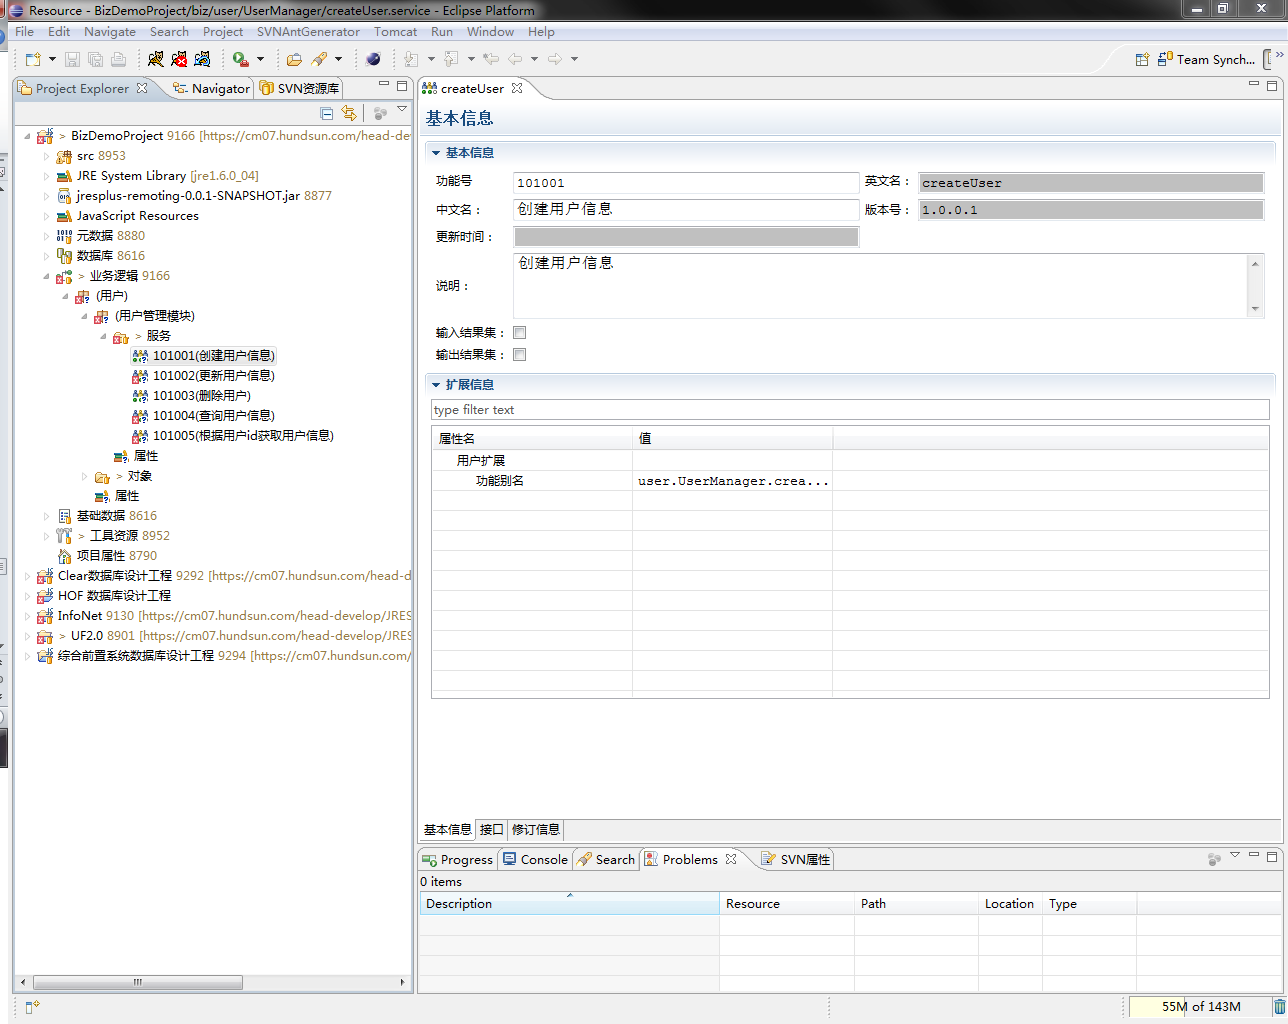 Resource - BizDemoProject/biz/user/UserManager/createUser.service - Eclipse Platform
File Edit Navigate Search Project SVNAntGenerator Tomcat Run Window Help
Team Synch...
Project Explorer Navigator SVN资源库
> BizDemoProject 9166 [https://cm07.hundsun.com/head-de
src 8953
JRE System Library [jre1.6.0_04]
jresplus-remoting-0.0.1-SNAPSHOT.jar 8877
JavaScript Resources
元数据 8880
数据库 8616
> 业务逻辑 9166
(用户)
(用户管理模块)
> 服务
101001(创建用户信息)
101002(更新用户信息)
101003(删除用户)
101004(查询用户信息)
101005(根据用户id获取用户信息)
属性
> 对象
属性
基础数据 8616
> 工具资源 8952
项目属性 8790
Clear数据库设计工程 9292 [https://cm07.hundsun.com/head-d
HOF 数据库设计工程
InfoNet 9130 [https://cm07.hundsun.com/head-develop/JRES
> UF2.0 8901 [https://cm07.hundsun.com/head-develop/JRES
综合前置系统数据库设计工程 9294 [https://cm07.hundsun.com/
createUser
基本信息
基本信息
功能号 101001 英文名： createUser
中文名： 创建用户信息 版本号： 1.0.0.1
更新时间：
说明： 创建用户信息
输入结果集：
输出结果集：
扩展信息
type filter text
属性名 值
用户扩展
功能别名 user.UserManager.crea...
基本信息 接口 修订信息
Progress Console Search Problems SVN属性
0 items
Description Resource Path Location Type
55M of 143M